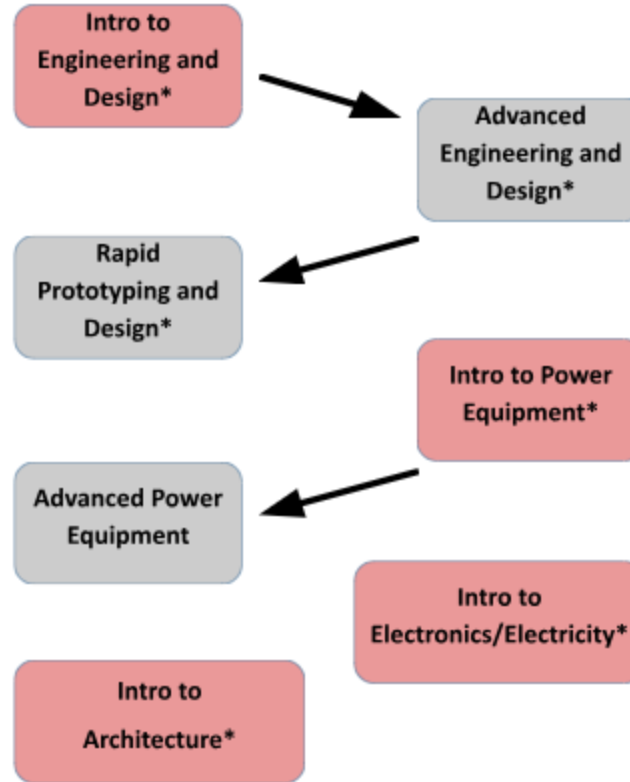 Intro to
Engineering and
Design*
Advanced
Engineering and
Design*
Rapid
Prototyping and
Design*
Intro to Power
Equipment*
Advanced Power
Equipment
Intro to
Electronics/Electricity*
Intro to
Architecture*